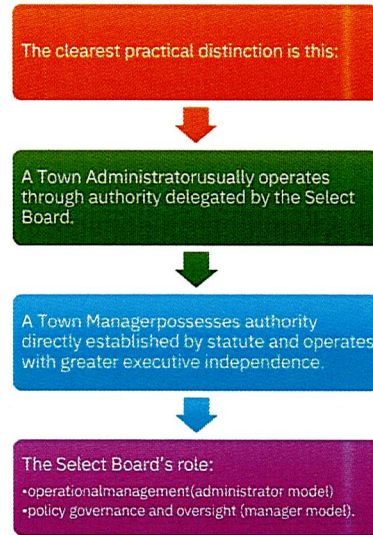 The clearest practical distinction is this:
A Town Administratorusually operates
through authority delegated by the Select
Board.
A Town Managerpossesses authority
directly established by statute and operates
with greater executive independence.
The Select Board's role:
•operationalmanagement(administrator model)
•policy governance and oversight (manager model).